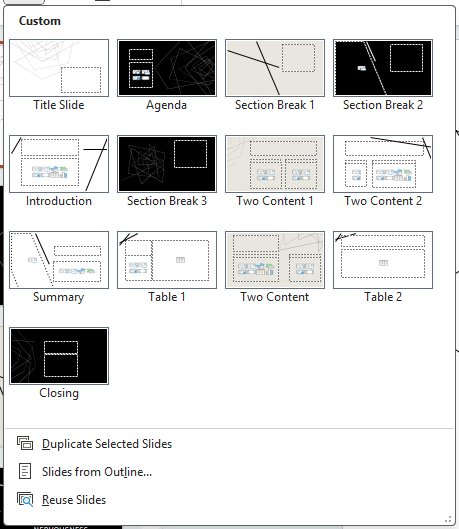 Custom
Title Slide
Agenda
Section Break 1
Section Break 2
Introduction
Section Break 3
Two Content 1
Two Content 2
Summary
Table 1
Two Content
Table 2
Closing
Duplicate Selected Slides
Slides from Outline...
Reuse Slides
NERVOUSNESS